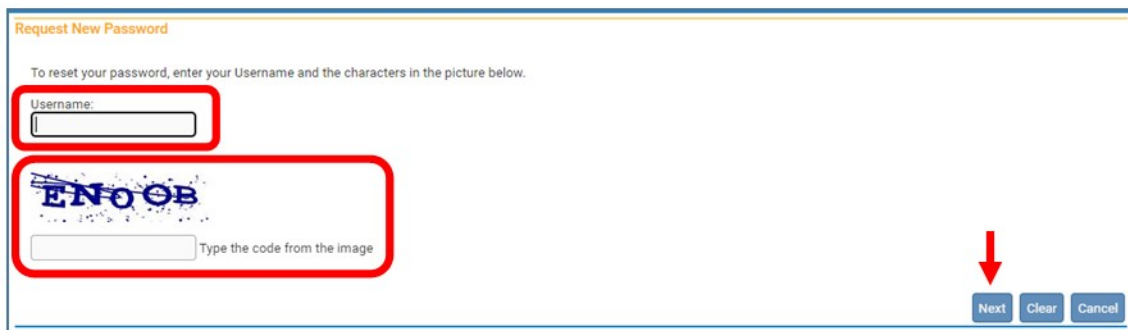 Request New Password
To reset your password, enter your Username and the characters in the picture below.
Username:
ENOOB
Type the code from the image
Next Clear Cancel